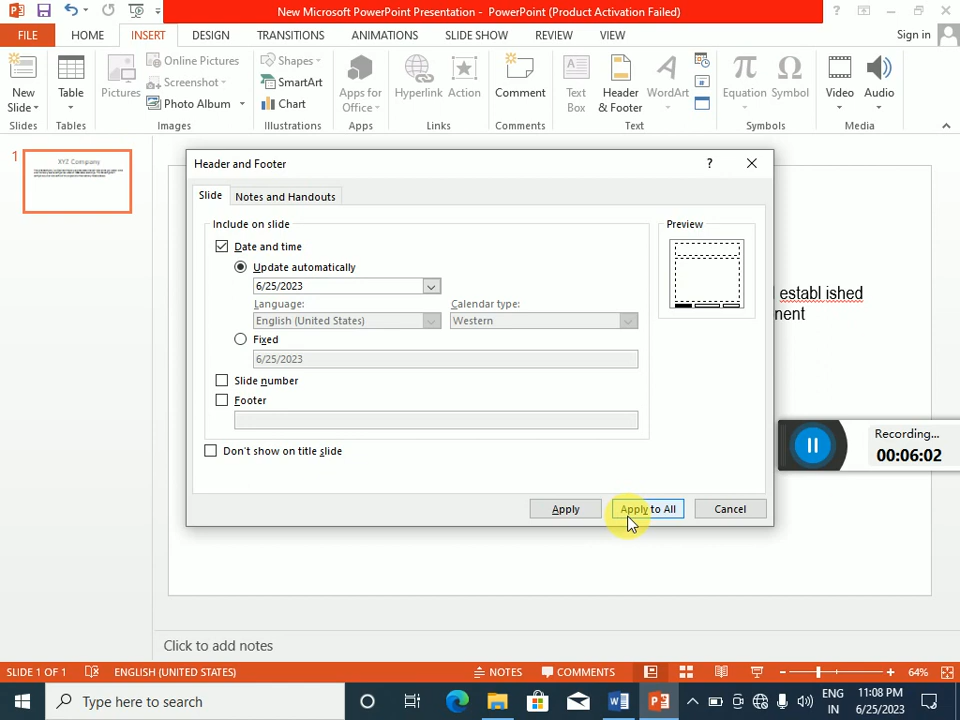 New Microsoft PowerPoint Presentation - PowerPoint (Product Activation Failed)
FILE HOME INSERT DESIGN TRANSITIONS ANIMATIONS SLIDE SHOW REVIEW VIEW Sign in
New Slide
Table
Pictures
Online Pictures
Screenshot
Photo Album
Shapes
SmartArt
Chart
Apps for Office
Hyperlink
Action
Comment
Text Box
Header & Footer
WordArt
Equation
Symbol
Video
Audio
Slides Tables Images Illustrations Apps Links Comments Text Symbols Media
1
XYZ Company
Header and Footer
Slide Notes and Handouts
Include on slide
Preview
Date and time
Update automatically
6/25/2023
Language: Calendar type:
English (United States) Western
Fixed
6/25/2023
Slide number
Footer
Don't show on title slide
Apply Apply to All Cancel
establ ished
Recording...
00:06:02
Click to add notes
SLIDE 1 OF 1 ENGLISH (UNITED STATES) NOTES COMMENTS 64%
Type here to search
ENG
IN
11:08 PM
6/25/2023